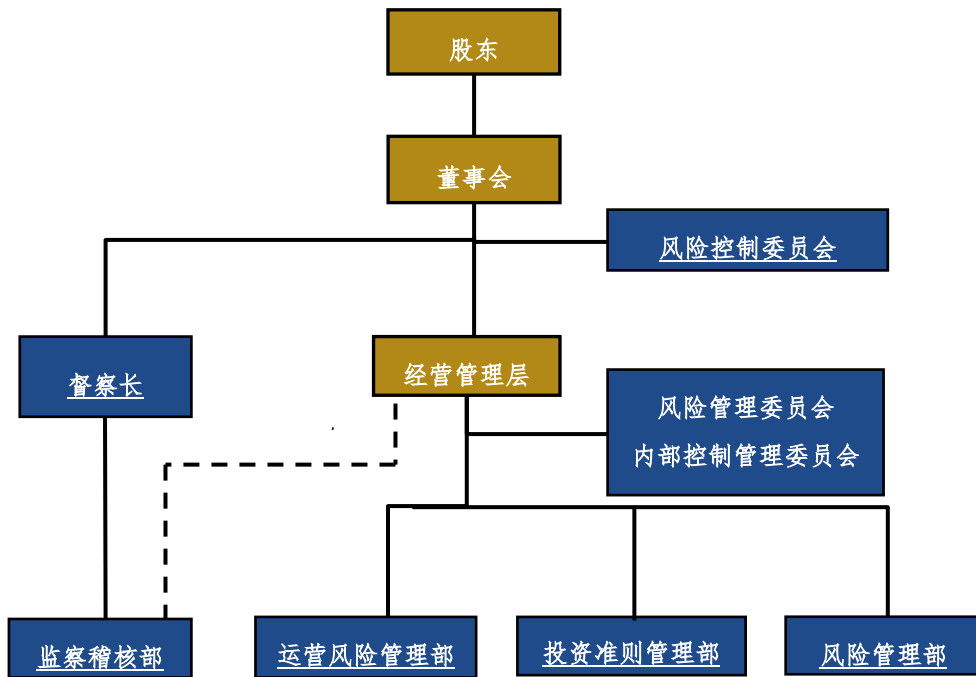 股东
董事会
风险控制委员会
督察长
经营管理层
风险管理委员会
内部控制管理委员会
监察稽核部
运营风险管理部
投资准则管理部
风险管理部